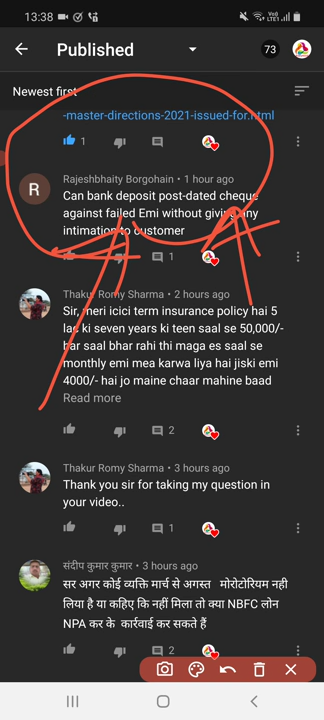 13:38
Vo))
LTE1
Published
73
Newest first
-master-directions-2021-issued-for.html
1
R
Rajeshbhaity Borgohain • 1 hour ago
Can bank deposit post-dated cheque
against failed Emi without giving any
intimation to customer
1
Thakur Romy Sharma • 2 hours ago
Sir, meri icici term insurance policy hai 5
lac ki seven years ki teen saal se 50,000/-
har saal bhar rahi thi maga es saal se
monthly emi mea karwa liya hai jiski emi
4000/- hai jo maine chaar mahine baad
Read more
2
Thakur Romy Sharma • 3 hours ago
Thank you sir for taking my question in
your video..
1
संदीप कुमार कुमार • 3 hours ago
सर अगर कोई व्यक्ति मार्च से अगस्त मोरोटोरियम नही
लिया है या कहिए कि नहीं मिला तो क्या NBFC लोन
NPA कर के कार्रवाई कर सकते हैं
2